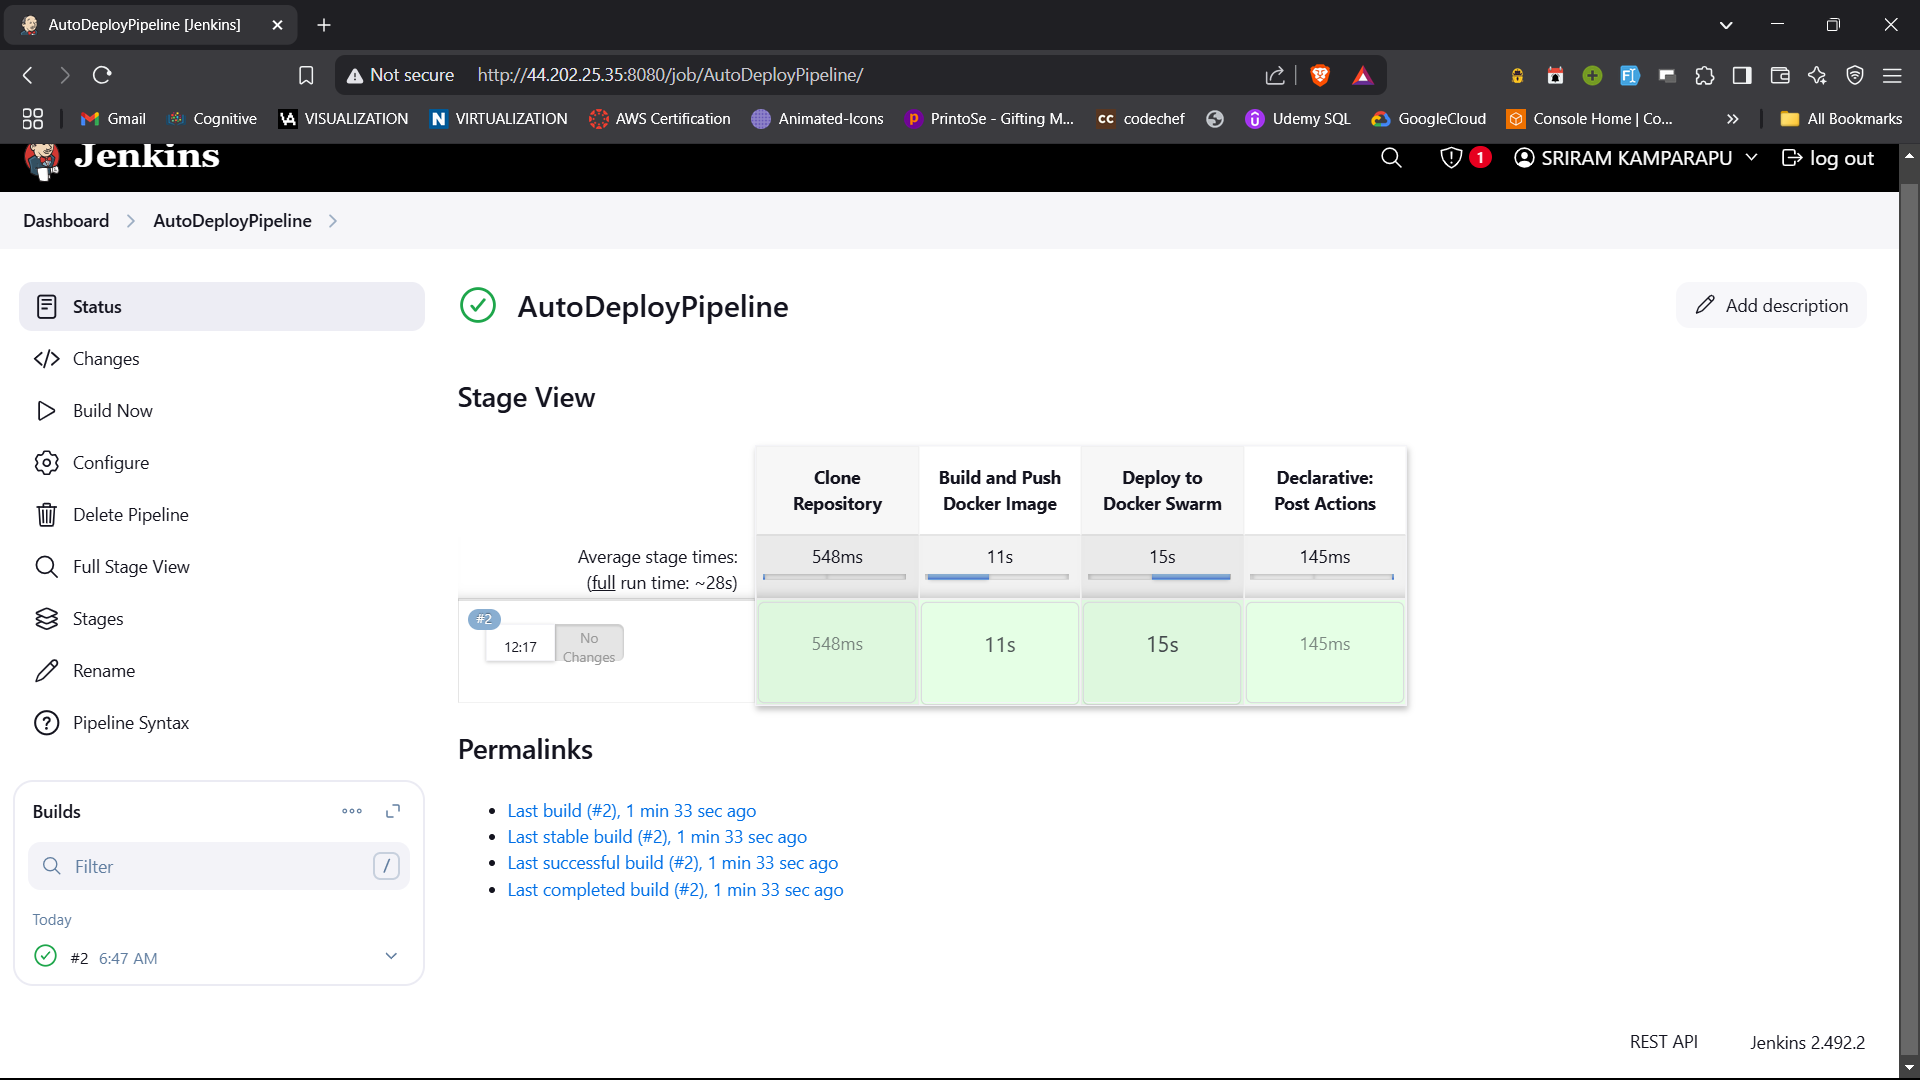 AutoDeployPipeline [Jenkins]
Not secure http://44.202.25.35:8080/job/AutoDeployPipeline/
Gmail Cognitive VISUALIZATION VIRTUALIZATION AWS Certification Animated-Icons PrintoSe - Gifting M... codechef Udemy SQL GoogleCloud Console Home | Co... All Bookmarks
Jenkins
1 SRIRAM KAMPARAPU log out
Dashboard AutoDeployPipeline
Status
Changes
Build Now
Configure
Delete Pipeline
Full Stage View
Stages
Rename
Pipeline Syntax
Builds
Filter /
Today
#2 6:47 AM
AutoDeployPipeline
Add description
Stage View
Clone Repository
Build and Push Docker Image
Deploy to Docker Swarm
Declarative: Post Actions
Average stage times:
(full run time: ~28s)
548ms 11s 15s 145ms
#2
12:17 No Changes
548ms 11s 15s 145ms
Permalinks
Last build (#2), 1 min 33 sec ago
Last stable build (#2), 1 min 33 sec ago
Last successful build (#2), 1 min 33 sec ago
Last completed build (#2), 1 min 33 sec ago
REST API Jenkins 2.492.2